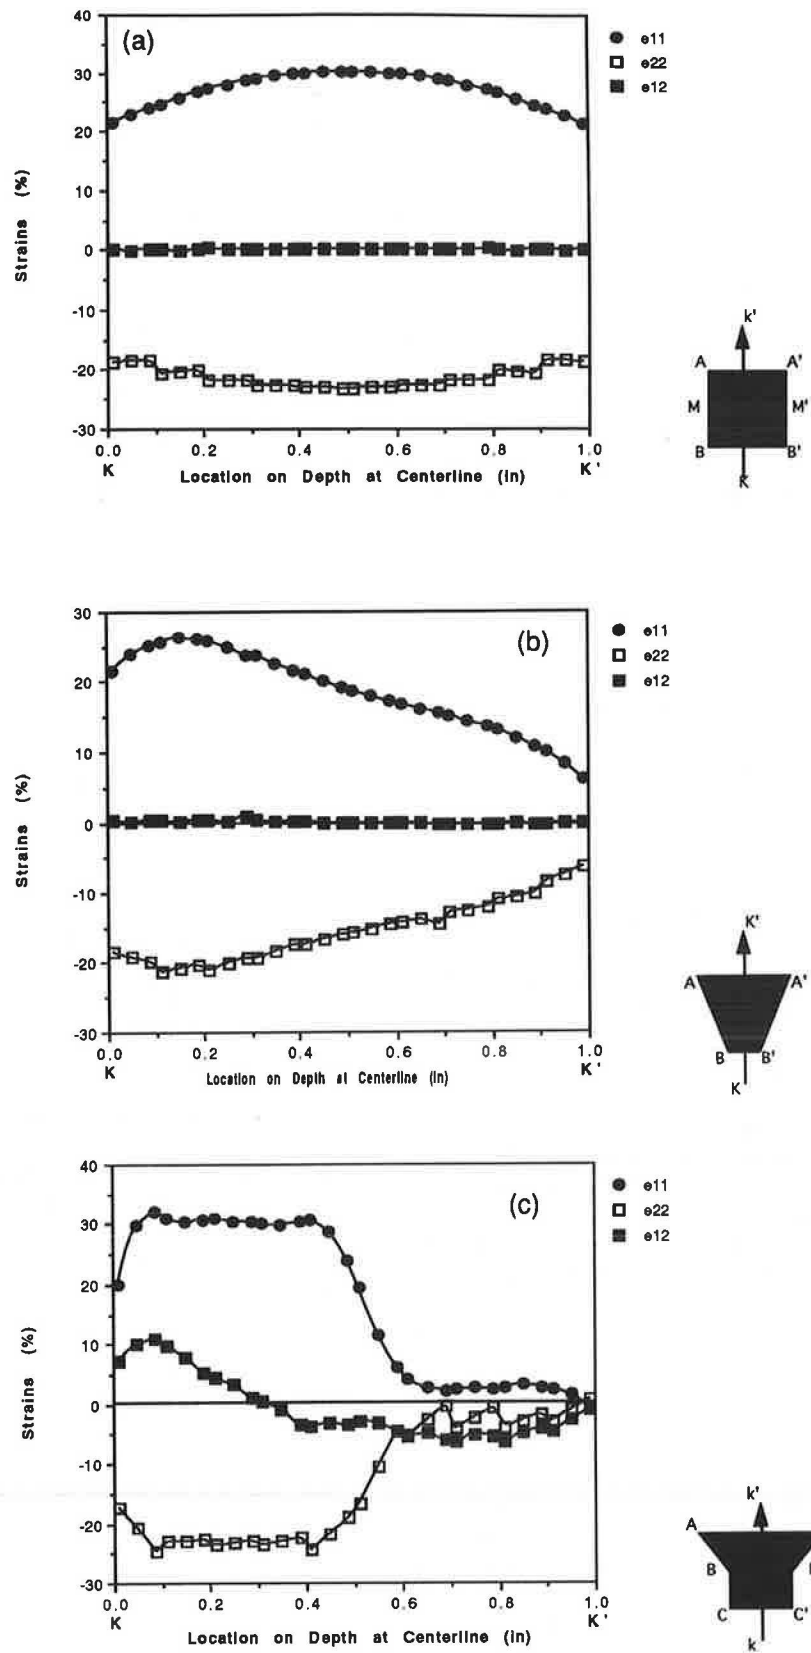 (a)
40
30
20
10
0
-10
-20
-30
Strains (%)
0.0 0.2 0.4 0.6 0.8 1.0
K K'
Location on Depth at Centerline (in)
e11
e22
e12
k'
A A'
M M'
B B'
K
(b)
30
20
10
0
-10
-20
-30
Strains (%)
0.0 0.2 0.4 0.6 0.8 1.0
K K'
Location on Depth at Centerline (in)
e11
e22
e12
K'
A A'
B B'
K
(c)
40
30
20
10
0
-10
-20
-30
Strains (%)
0.0 0.2 0.4 0.6 0.8 1.0
K K'
Location on Depth at Centerline (in)
e11
e22
e12
k'
A
B
C C'
k